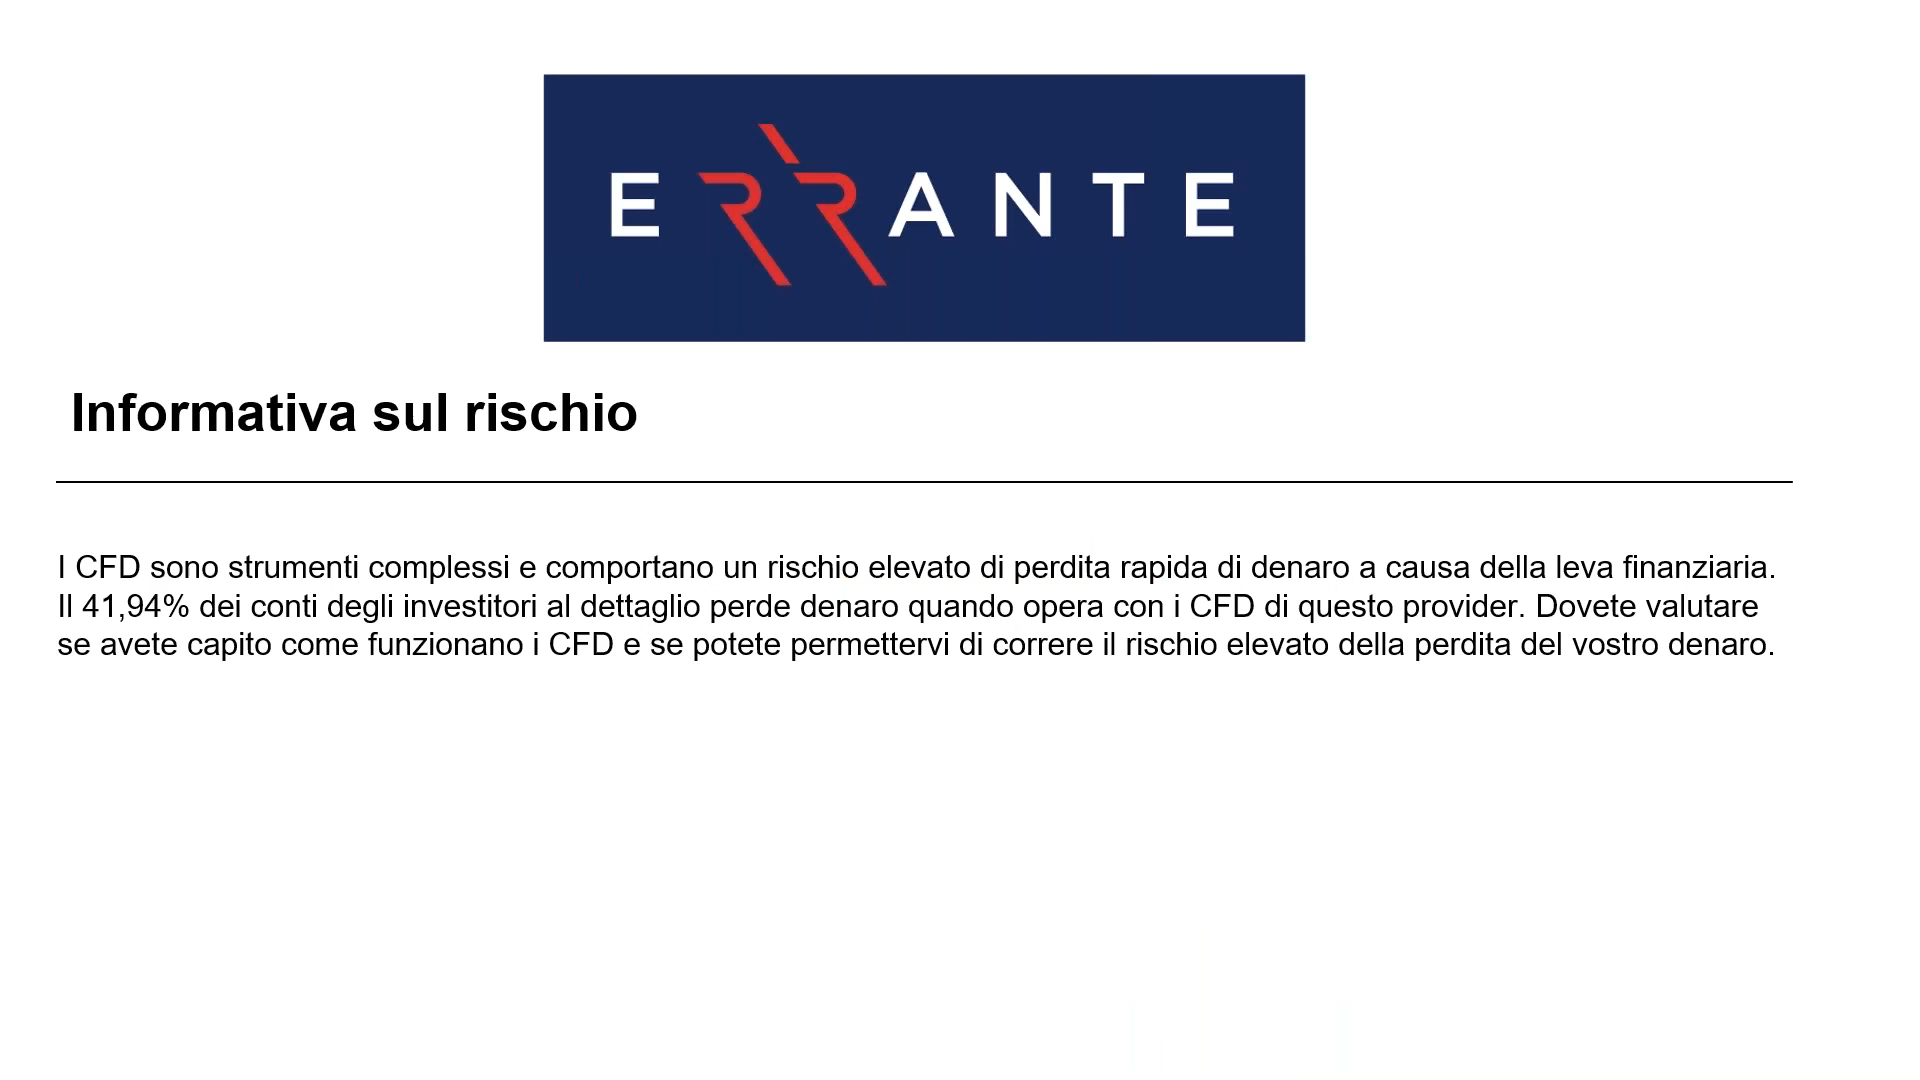 ERRANTE
Informativa sul rischio
I CFD sono strumenti complessi e comportano un rischio elevato di perdita rapida di denaro a causa della leva finanziaria.
Il 41,94% dei conti degli investitori al dettaglio perde denaro quando opera con i CFD di questo provider. Dovete valutare
se avete capito come funzionano i CFD e se potete permettervi di correre il rischio elevato della perdita del vostro denaro.